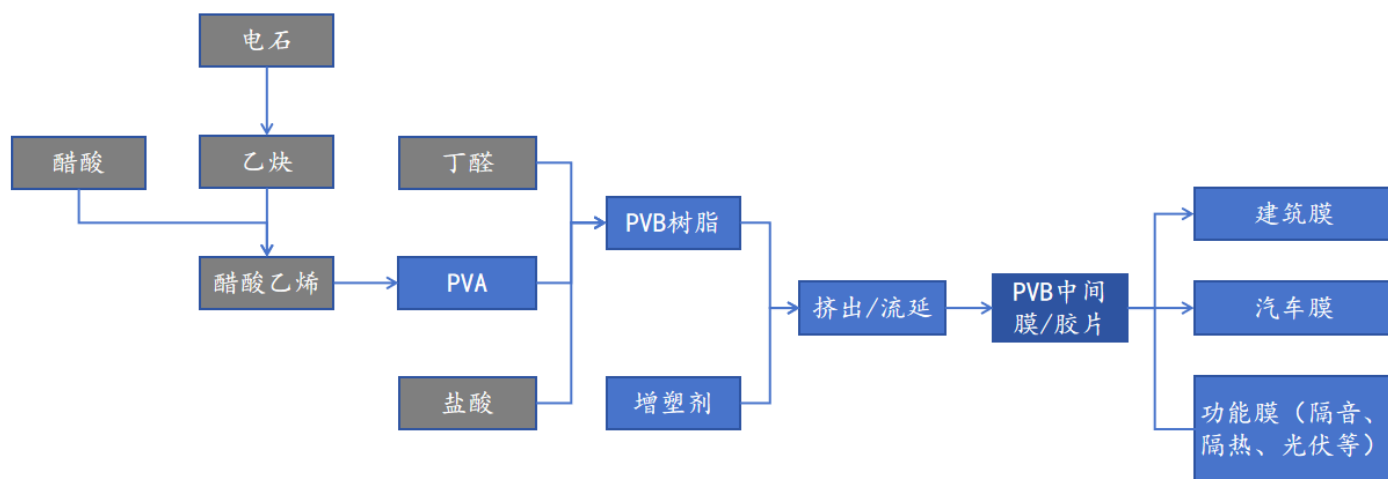 电石
醋酸
乙炔
丁醛
PVB树脂
建筑膜
醋酸乙烯
PVA
挤出/流延
PVB中间
膜/胶片
汽车膜
盐酸
增塑剂
功能膜（隔音、
隔热、光伏等）